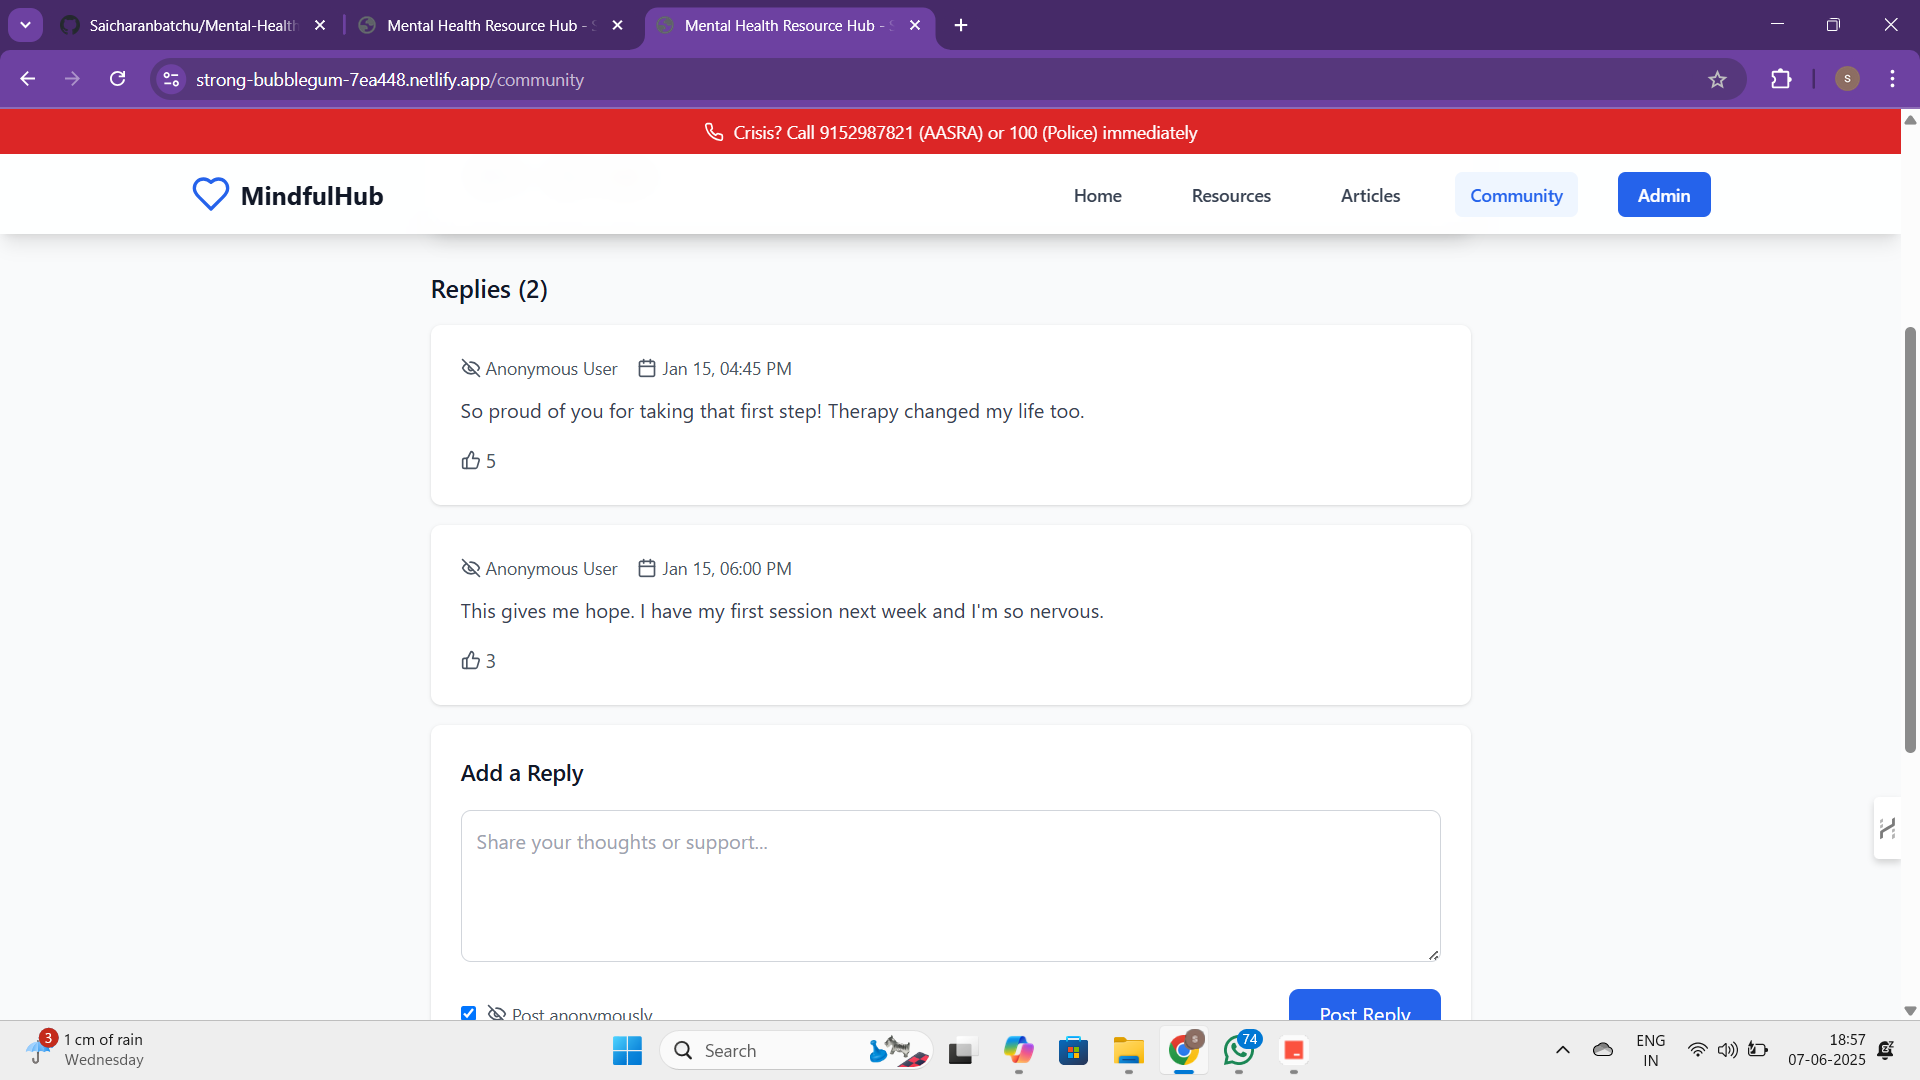 Saicharanbatchu/Mental-Health
Mental Health Resource Hub - S
Mental Health Resource Hub - S
strong-bubblegum-7ea448.netlify.app/community
S
Crisis? Call 9152987821 (AASRA) or 100 (Police) immediately
MindfulHub
Home
Resources
Articles
Community
Admin
Replies (2)
Anonymous User
Jan 15, 04:45 PM
So proud of you for taking that first step! Therapy changed my life too.
5
Anonymous User
Jan 15, 06:00 PM
This gives me hope. I have my first session next week and I'm so nervous.
3
Add a Reply
Share your thoughts or support...
Post anonymously
Post Reply
3
1 cm of rain
Wednesday
Search
S
74
ENG
IN
18:57
07-06-2025